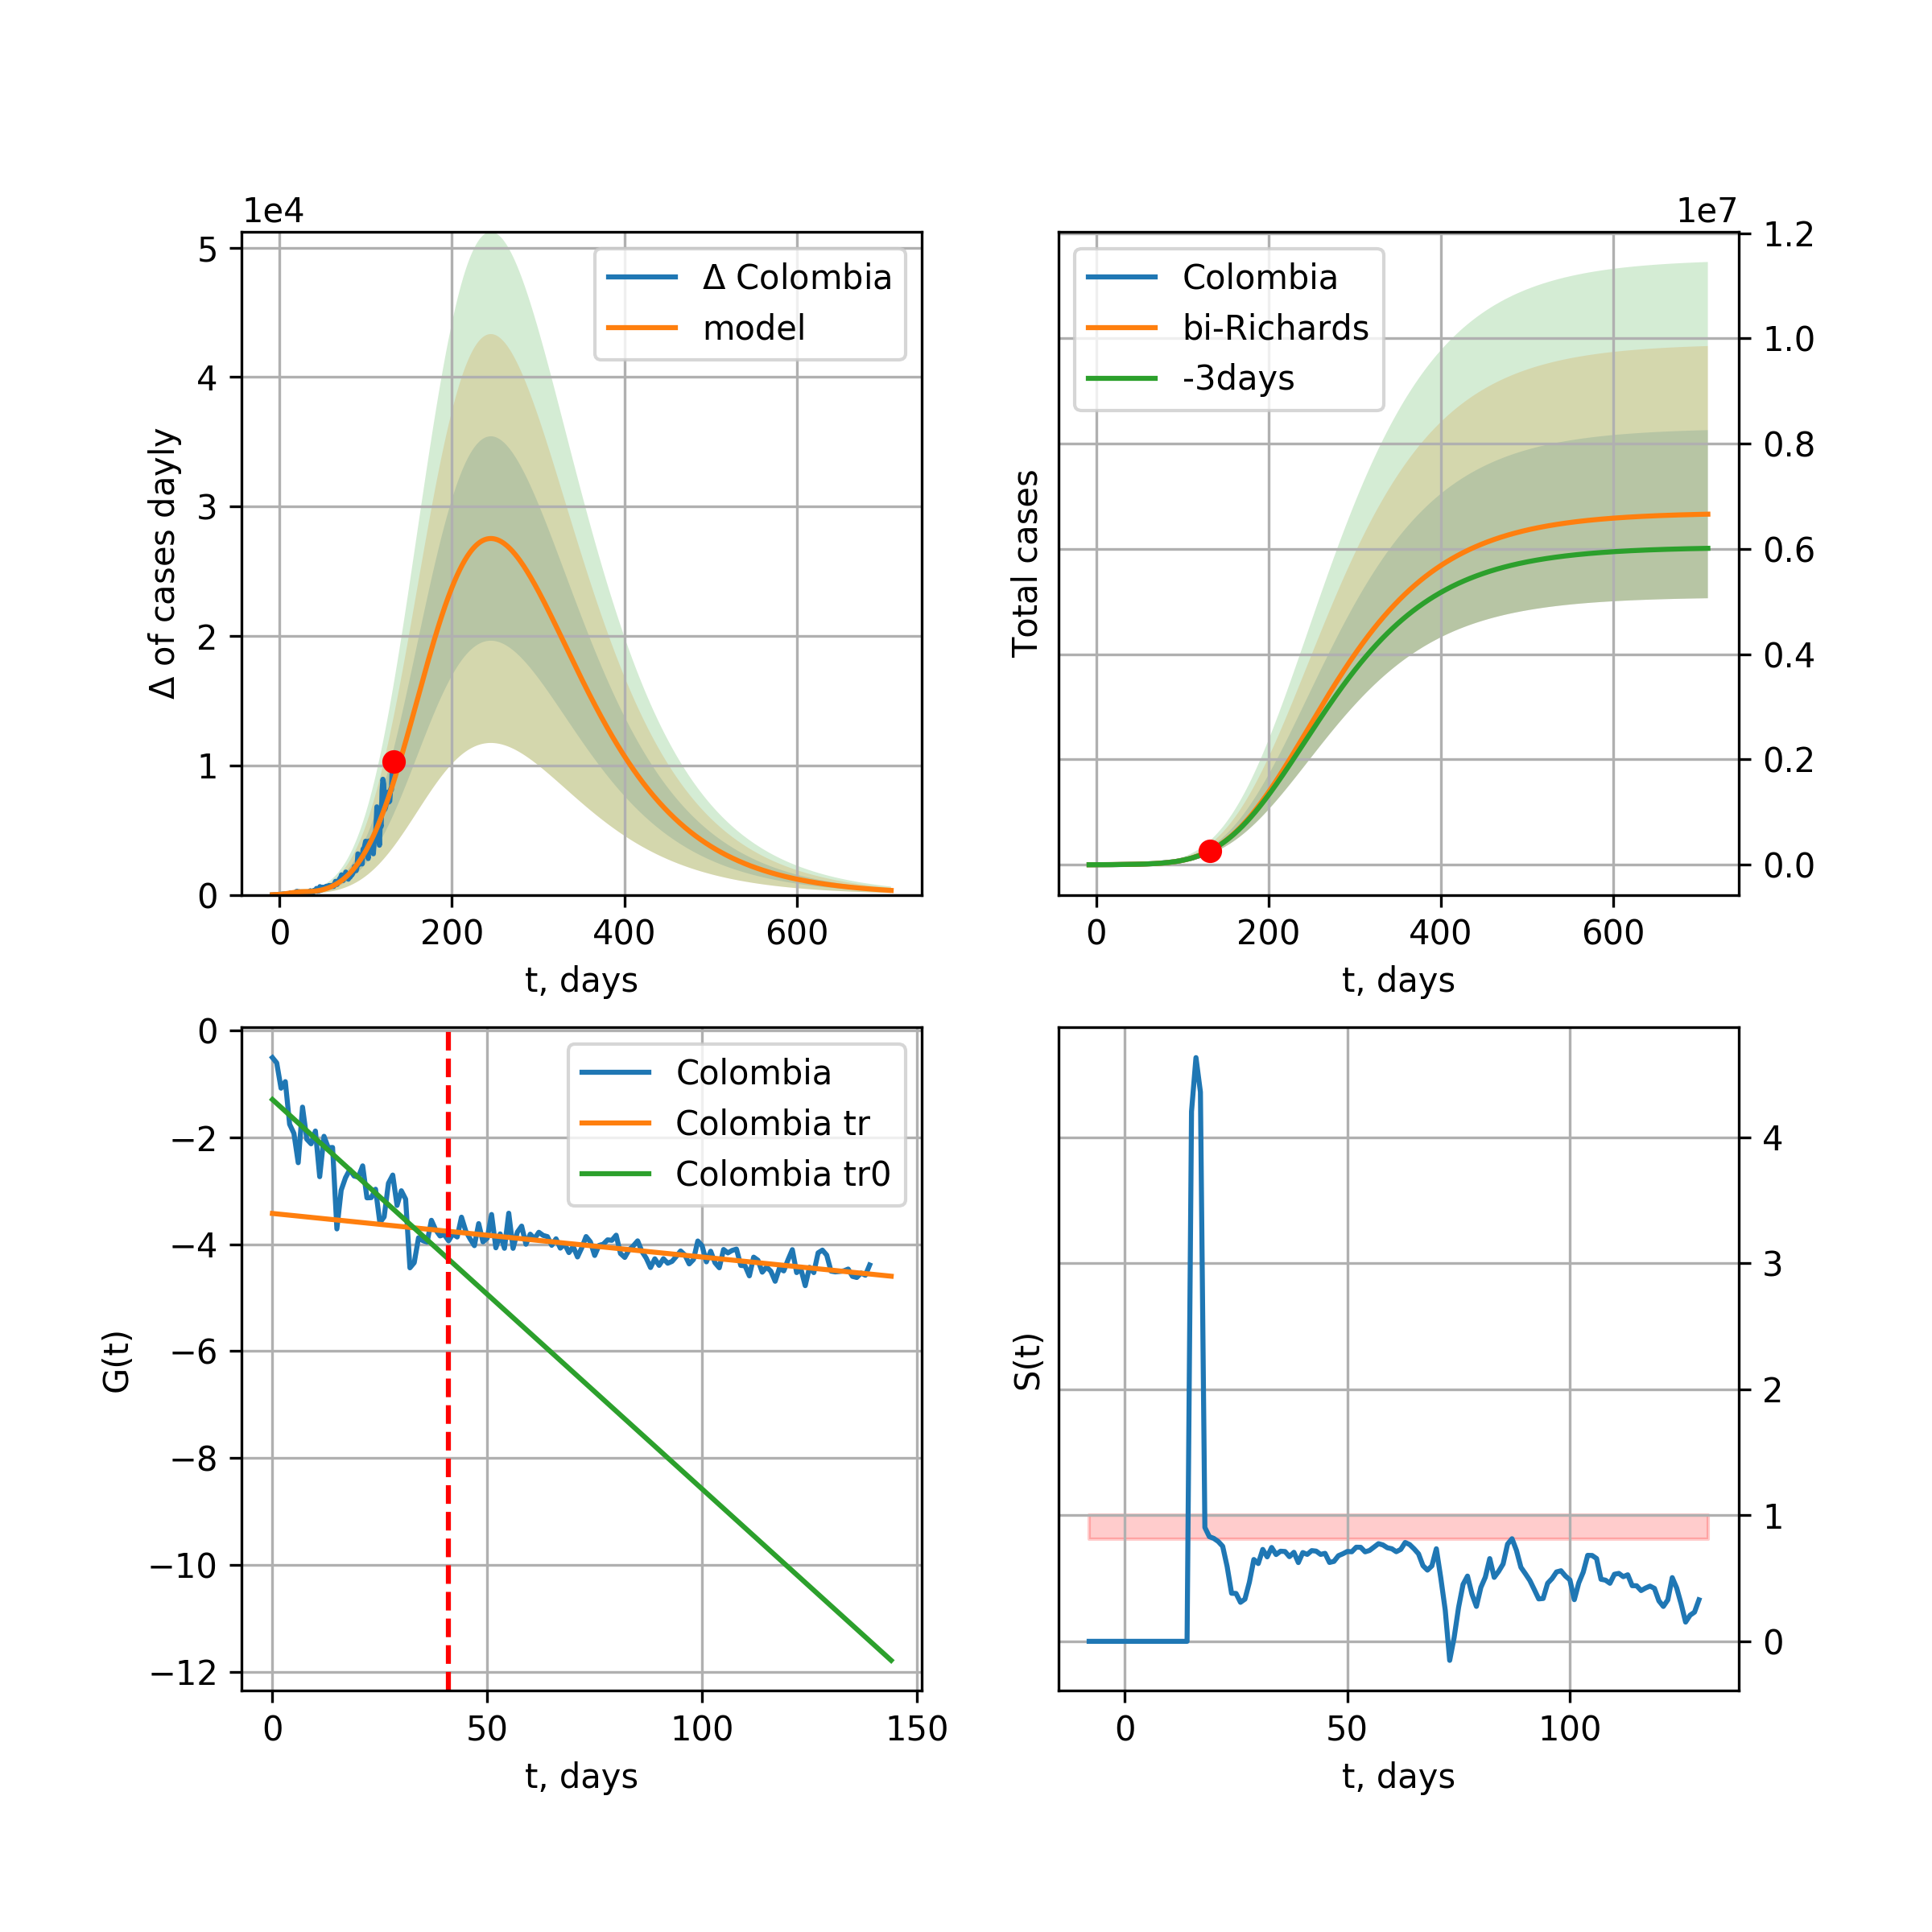 1e4
5
4
3
2
1
0
Δ of cases dayly
Δ Colombia
model
0 200 400 600
t, days
1e7
1.2
1.0
0.8
0.6
0.4
0.2
0.0
Total cases
Colombia
bi-Richards
-3days
0 200 400 600
t, days
0
−2
−4
−6
−8
−10
−12
G(t)
Colombia
Colombia tr
Colombia tr0
0 50 100 150
t, days
S(t)
4
3
2
1
0
0 50 100
t, days